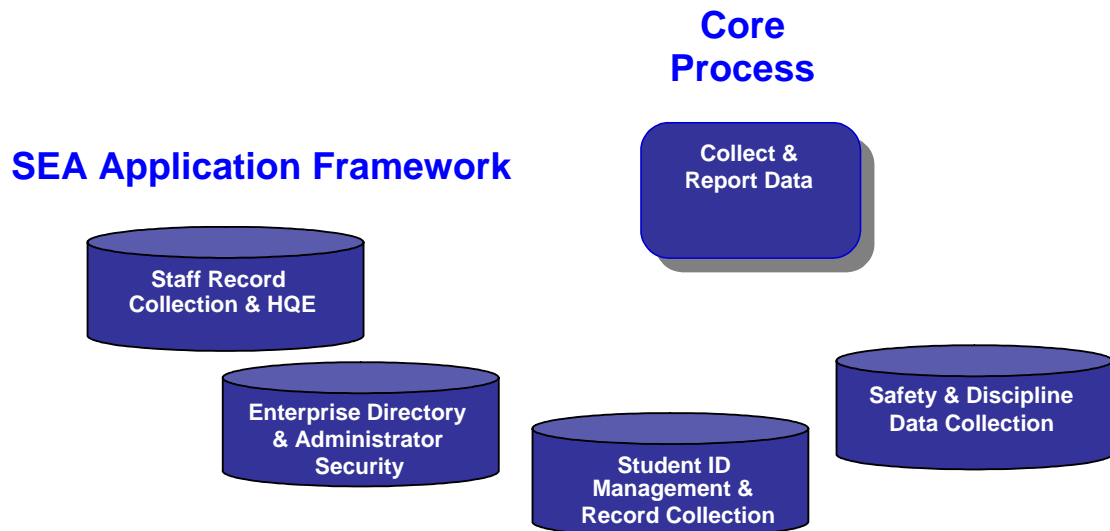 Core
Process
Collect &
Report Data
SEA Application Framework
Staff Record
Collection & HQE
Enterprise Directory
& Administrator
Security
Student ID
Management &
Record Collection
Safety & Discipline
Data Collection